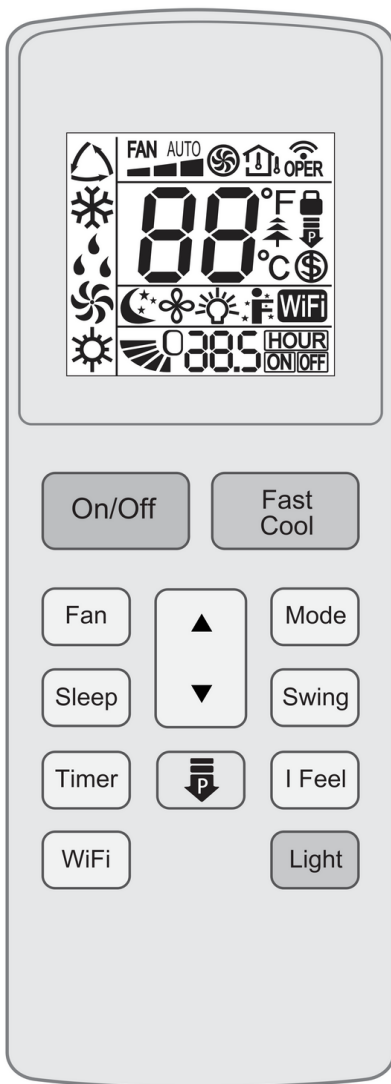 FAN AUTO
OPER
88 °F
P
°C $
WiFi
088.5 HOUR
ON OFF
On/Off
Fast
Cool
Fan
Mode
Sleep
Swing
Timer
P
I Feel
WiFi
Light